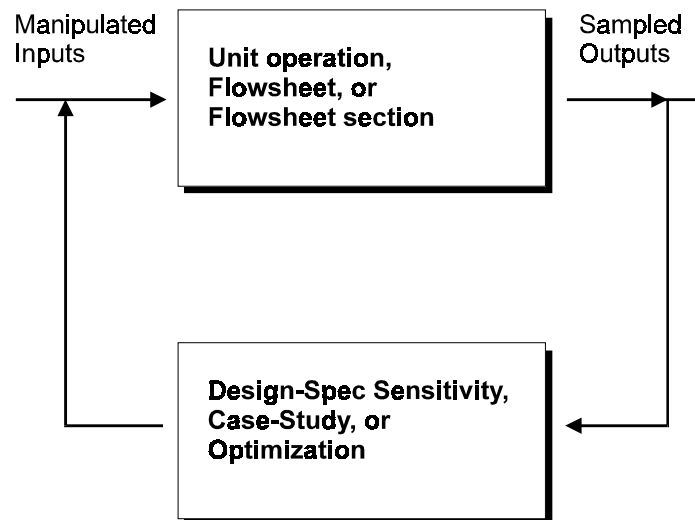 Manipulated
Inputs
Unit operation,
Flowsheet, or
Flowsheet section
Sampled
Outputs
Design-Spec Sensitivity,
Case-Study, or
Optimization